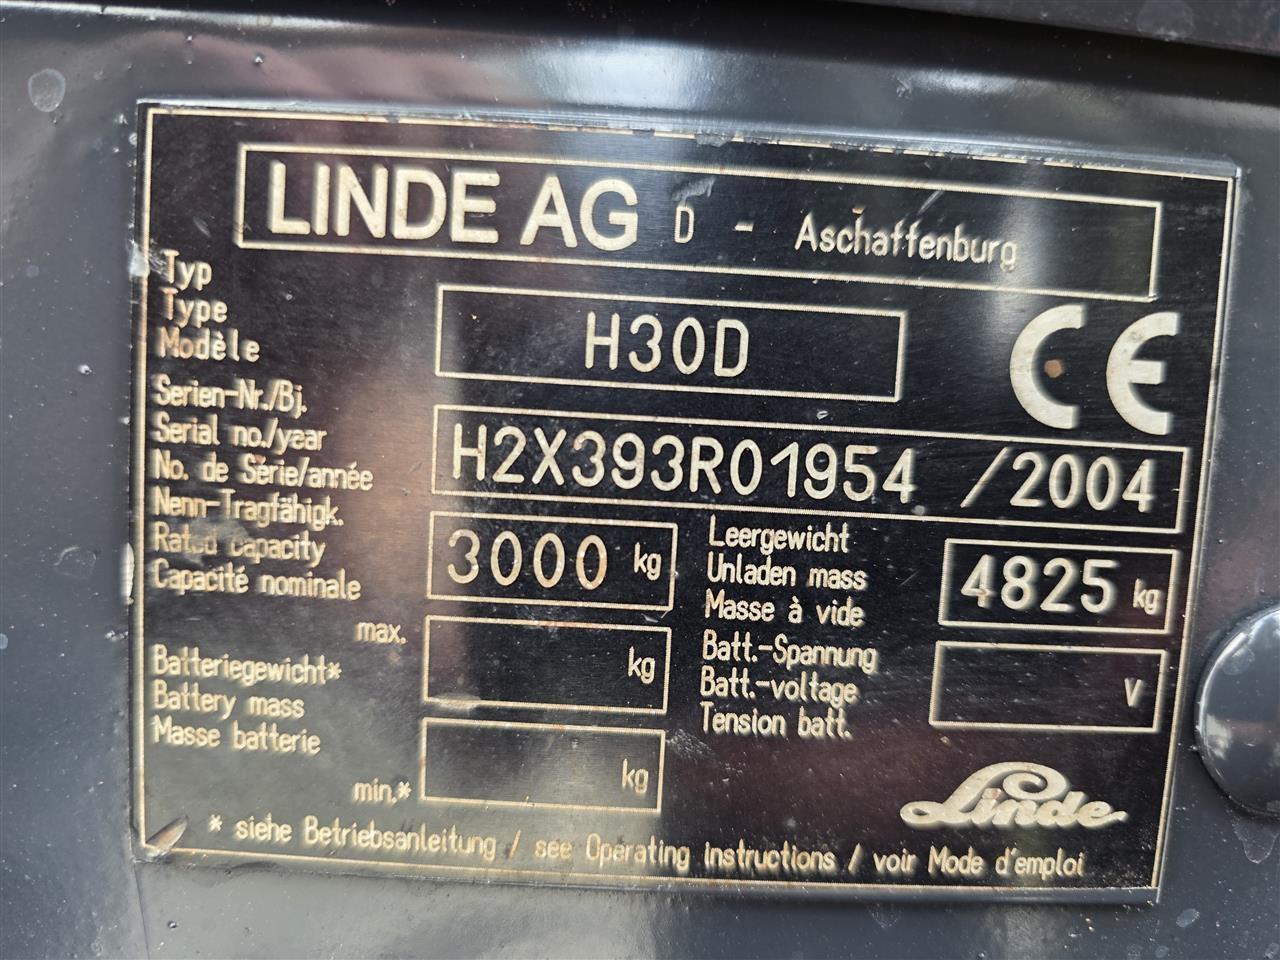 LINDE AG D - Aschaffenburg
Typ
Type
Modèle
H30D
CE
Serien-Nr./Bj.
Serial no./year
No. de Série/année
H2X393R01954 /2004
Nenn-Tragfähigk.
Rated capacity
Capacité nominale
3000 kg
Leergewicht
Unladen mass
Masse à vide
4825 kg
max.
kg
Batteriegewicht*
Battery mass
Masse batterie
min.*
kg
Batt.-Spannung
Batt.-voltage
Tension batt.
V
Linde
* siehe Betriebsanleitung / see Operating Instructions / voir Mode d'emploi